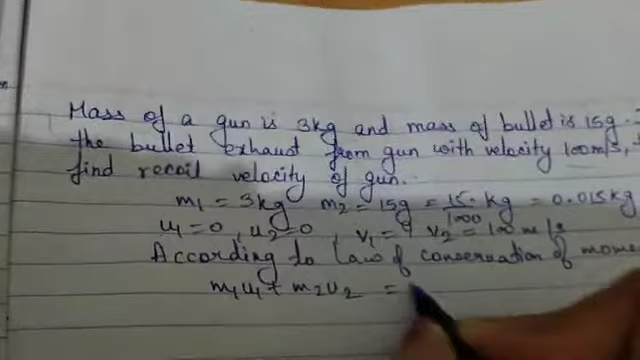 Mass of a gun is 3kg and mass of bullet is 15g.
the bullet exhaust from gun with velocity 100m/s,
find recoil velocity of gun.
m₁ = 3kg m₂ = 15g = 15/1000 kg = 0.015kg
u₁ = 0, u₂ = 0, v₁ = ? v₂ = 100 m/s
According to law of conservation of mome
m₁u₁ + m₂u₂ =